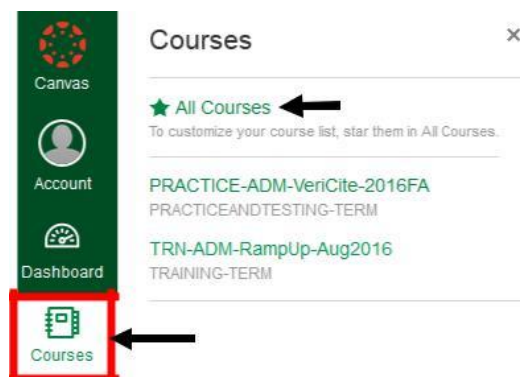 Canvas
Account
Dashboard
Courses
Courses
×
All Courses
To customize your course list, star them in All Courses.
PRACTICE-ADM-VeriCite-2016FA
PRACTICEANDTESTING-TERM
TRN-ADM-RampUp-Aug2016
TRAINING-TERM